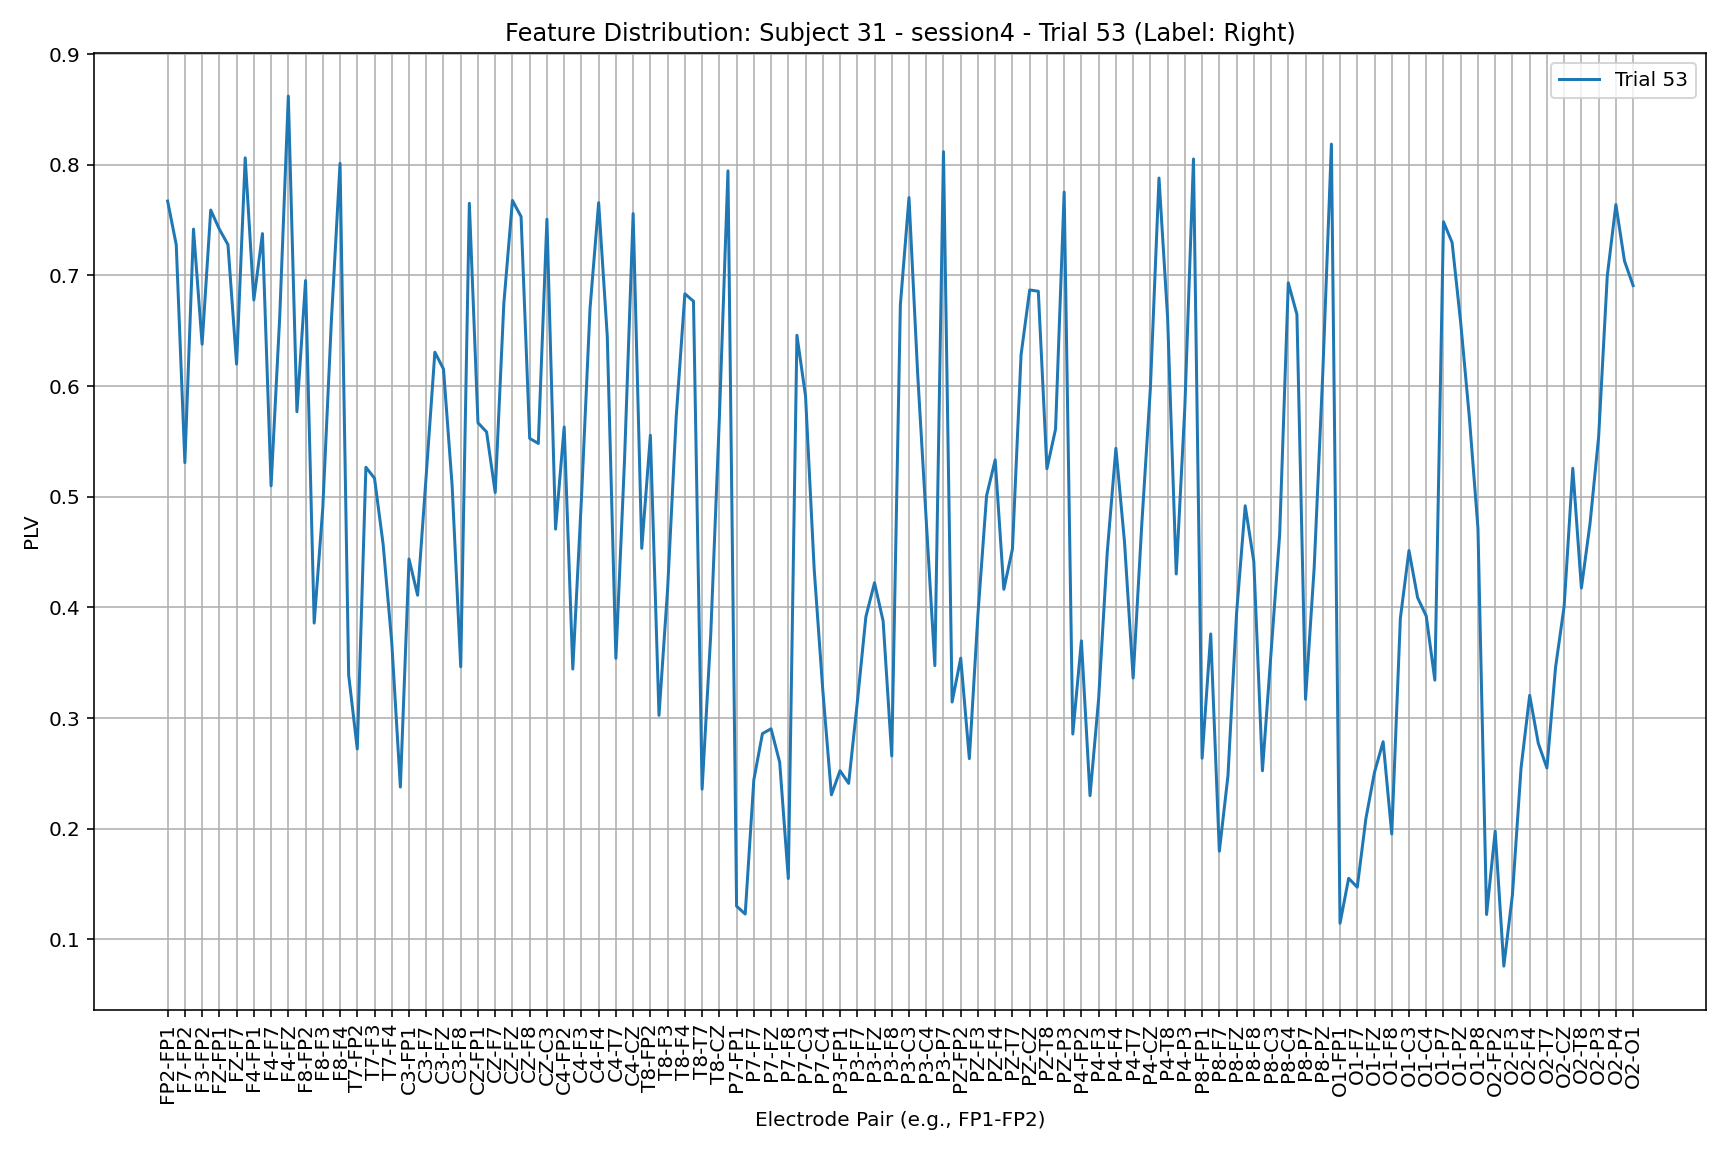 Feature Distribution: Subject 31 - session4 - Trial 53 (Label: Right)
Trial 53
0.9
0.8
0.7
0.6
0.5
0.4
0.3
0.2
0.1
PLV
FP2-FP1
F7-FP2
F3-FP2
FZ-FP1
FZ-F7
F4-FP1
F4-F7
F4-FZ
F8-FP2
F8-F3
F8-F4
T7-FP2
T7-F3
T7-F4
C3-FP1
C3-F7
C3-FZ
C3-F8
CZ-FP1
CZ-F7
CZ-FZ
CZ-F8
CZ-C3
C4-FP2
C4-F3
C4-F4
C4-T7
C4-CZ
T8-FP2
T8-F3
T8-F4
T8-T7
T8-CZ
P7-FP1
P7-F7
P7-FZ
P7-F8
P7-C3
P7-C4
P3-FP1
P3-F7
P3-FZ
P3-F8
P3-C3
P3-C4
P3-P7
PZ-FP2
PZ-F3
PZ-F4
PZ-T7
PZ-CZ
PZ-T8
PZ-P3
P4-FP2
P4-F3
P4-F4
P4-T7
P4-CZ
P4-T8
P4-P3
P8-FP1
P8-F7
P8-FZ
P8-F8
P8-C3
P8-C4
P8-P7
P8-PZ
O1-FP1
O1-F7
O1-FZ
O1-F8
O1-C3
O1-C4
O1-P7
O1-PZ
O1-P8
O2-FP2
O2-F3
O2-F4
O2-T7
O2-CZ
O2-T8
O2-P3
O2-P4
O2-O1
Electrode Pair (e.g., FP1-FP2)